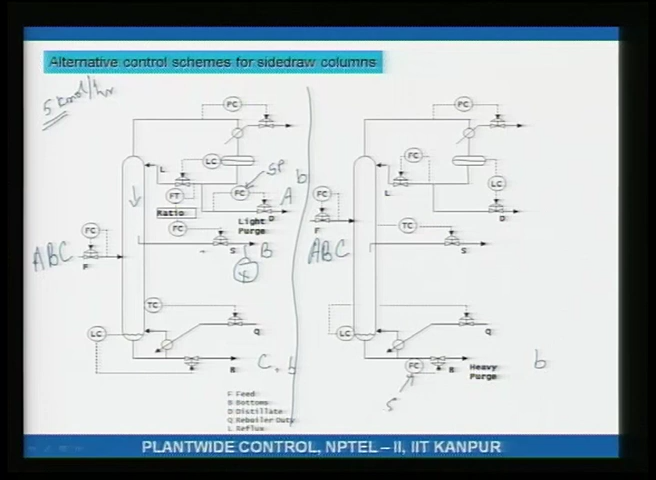 Alternative control schemes for sidedraw columns
5 kmol/hr
PC
PC
LC
L
FT
Ratio
FC
SP
A
b
D
Light
Purge
FC
S
B
x
FC
ABC
F
TC
LC
Q
B
C, b
FC
L
LC
D
FC
F
ABC
TC
S
LC
Q
FC
B
Heavy
Purge
b
5
F Feed
B Bottoms
D Distillate
Q Reboiler Duty
L Reflux
PLANTWIDE CONTROL, NPTEL – II, IIT KANPUR